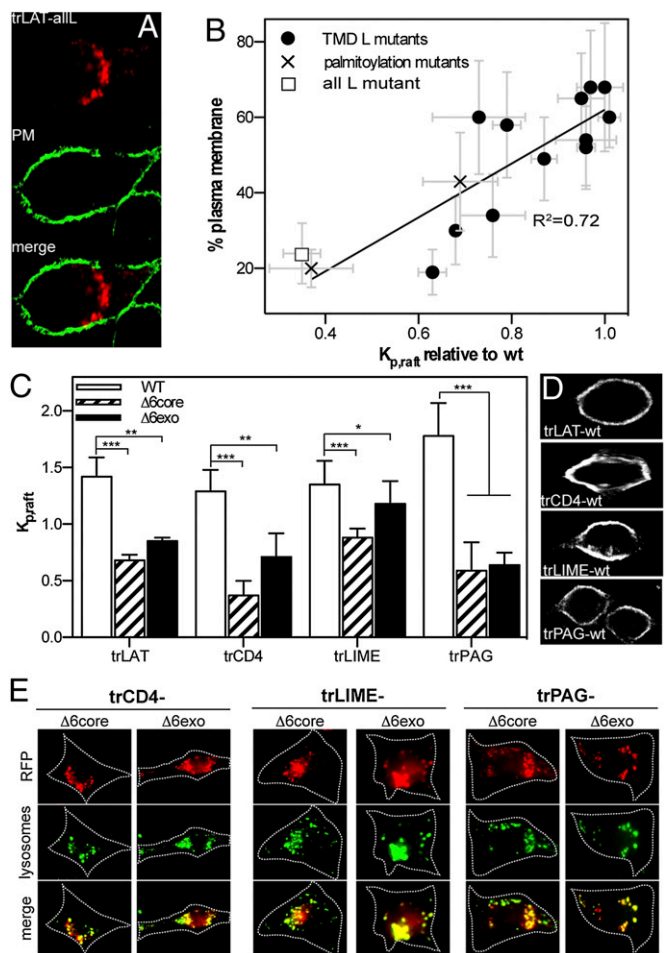 A
trLAT-allL
PM
merge
B
TMD L mutants
palmitoylation mutants
all L mutant
% plasma membrane
80
60
40
20
R²=0.72
0.4 0.6 0.8 1.0
Kp,raft relative to wt
C
WT
Δ6core
Δ6exo
Kp,raft
2.0
1.5
1.0
0.5
0.0
*** ** *** ** *** * ***
trLAT trCD4 trLIME trPAG
D
trLAT-wt
trCD4-wt
trLIME-wt
trPAG-wt
E
trCD4- trLIME- trPAG-
Δ6core Δ6exo Δ6core Δ6exo Δ6core Δ6exo
RFP
lysosomes
merge